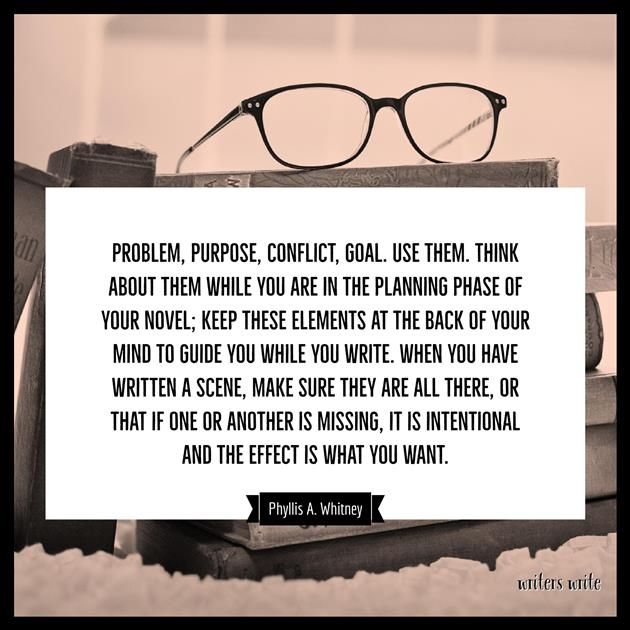 PROBLEM, PURPOSE, CONFLICT, GOAL. USE THEM. THINK
ABOUT THEM WHILE YOU ARE IN THE PLANNING PHASE OF
YOUR NOVEL; KEEP THESE ELEMENTS AT THE BACK OF YOUR
MIND TO GUIDE YOU WHILE YOU WRITE. WHEN YOU HAVE
WRITTEN A SCENE, MAKE SURE THEY ARE ALL THERE, OR
THAT IF ONE OR ANOTHER IS MISSING, IT IS INTENTIONAL
AND THE EFFECT IS WHAT YOU WANT.
Phyllis A. Whitney
writers write